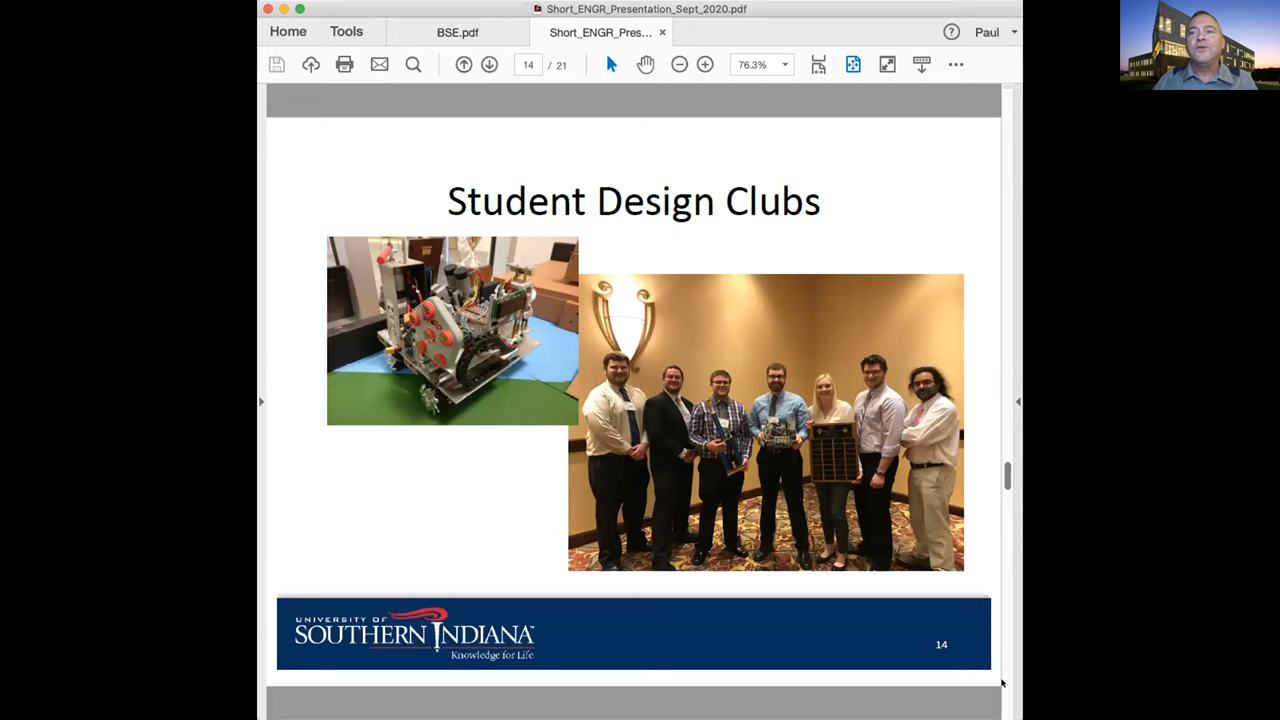 Short_ENGR_Presentation_Sept_2020.pdf
Home
Tools
BSE.pdf
Short_ENGR_Pres...
Paul
14 / 21
76.3%
Student Design Clubs
UNIVERSITY OF
SOUTHERN INDIANA
Knowledge for Life
14